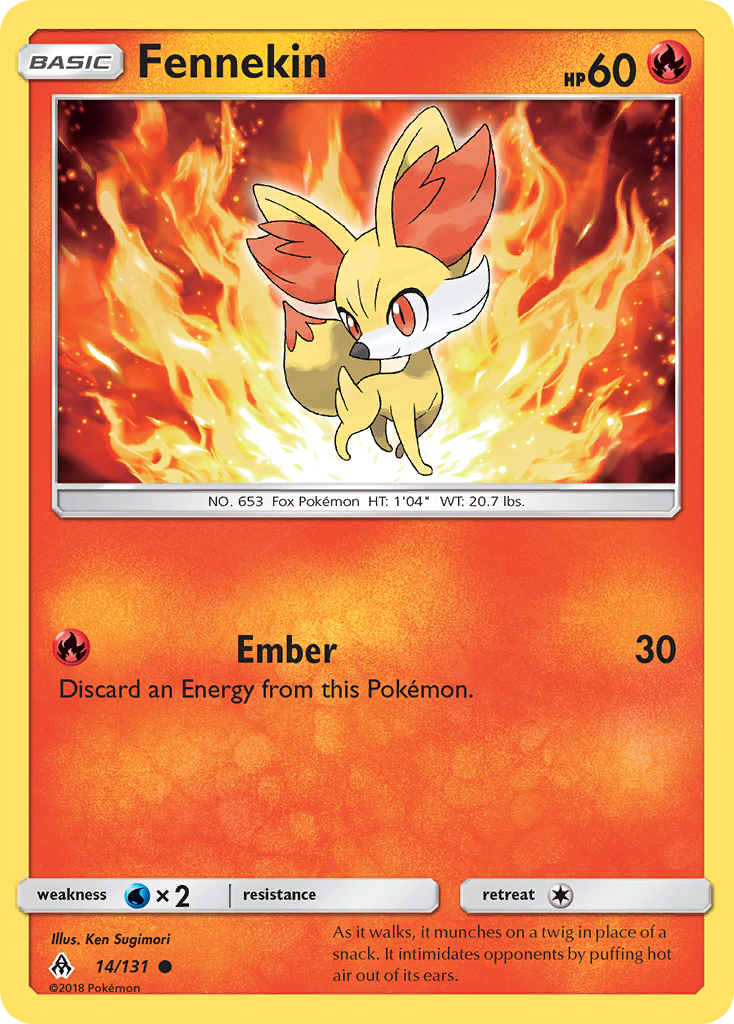 BASIC Fennekin HP60
NO. 653 Fox Pokémon HT: 1'04" WT: 20.7 lbs.
Ember 30
Discard an Energy from this Pokémon.
weakness × 2 resistance retreat
Illus. Ken Sugimori
14/131
©2018 Pokémon
As it walks, it munches on a twig in place of a
snack. It intimidates opponents by puffing hot
air out of its ears.